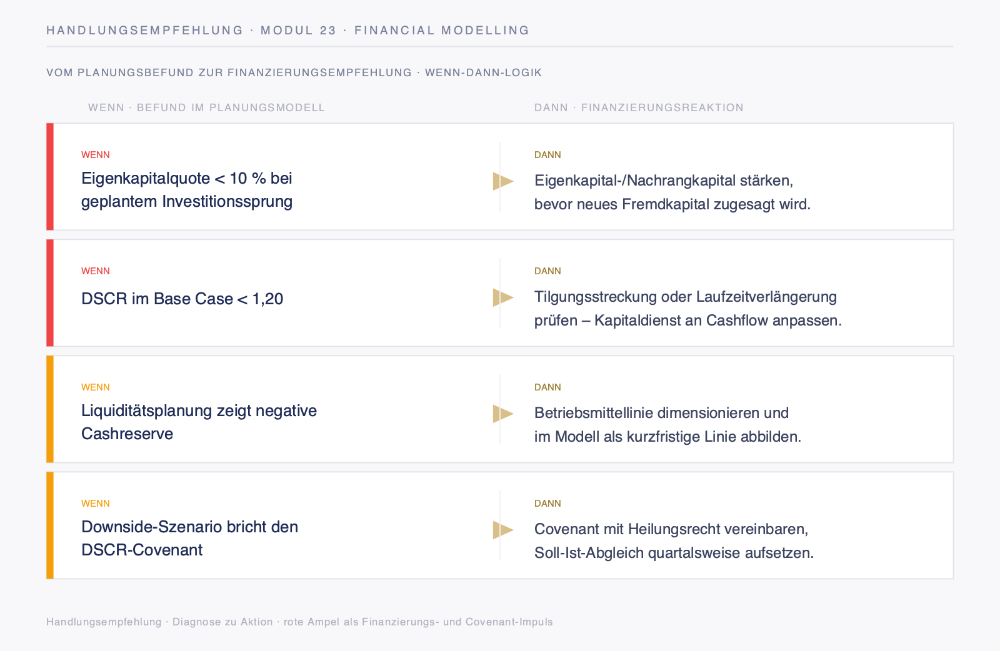 HANDLUNGSEMPFEHLUNG · MODUL 23 · FINANCIAL MODELLING
VOM PLANUNGSBEFUND ZUR FINANZIERUNGSEMPFEHLUNG · WENN-DANN-LOGIK
WENN · BEFUND IM PLANUNGSMODELL
DANN · FINANZIERUNGSREAKTION
WENN
Eigenkapitalquote < 10 % bei
geplantem Investitionssprung
DANN
Eigenkapital-/Nachrangkapital stärken,
bevor neues Fremdkapital zugesagt wird.
WENN
DSCR im Base Case < 1,20
DANN
Tilgungsstreckung oder Laufzeitverlängerung
prüfen – Kapitaldienst an Cashflow anpassen.
WENN
Liquiditätsplanung zeigt negative
Cashreserve
DANN
Betriebsmittellinie dimensionieren und
im Modell als kurzfristige Linie abbilden.
WENN
Downside-Szenario bricht den
DSCR-Covenant
DANN
Covenant mit Heilungsrecht vereinbaren,
Soll-Ist-Abgleich quartalsweise aufsetzen.
Handlungsempfehlung · Diagnose zu Aktion · rote Ampel als Finanzierungs- und Covenant-Impuls